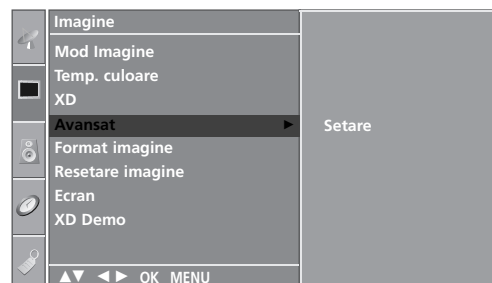 Imagine
Mod Imagine
Temp. culoare
XD
Avansat ► Setare
Format imagine
Resetare imagine
Ecran
XD Demo
▲▼ ◄► OK MENU